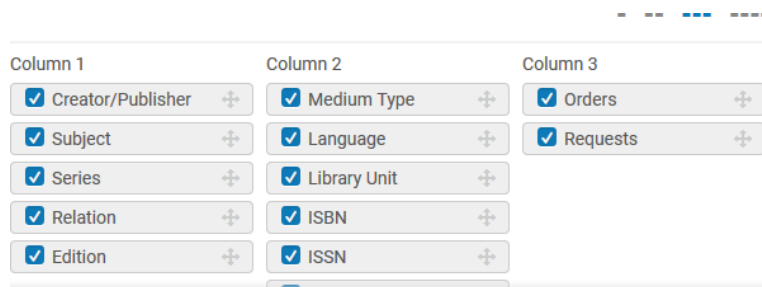 Column 1
Creator/Publisher
Subject
Series
Relation
Edition
Column 2
Medium Type
Language
Library Unit
ISBN
ISSN
Column 3
Orders
Requests